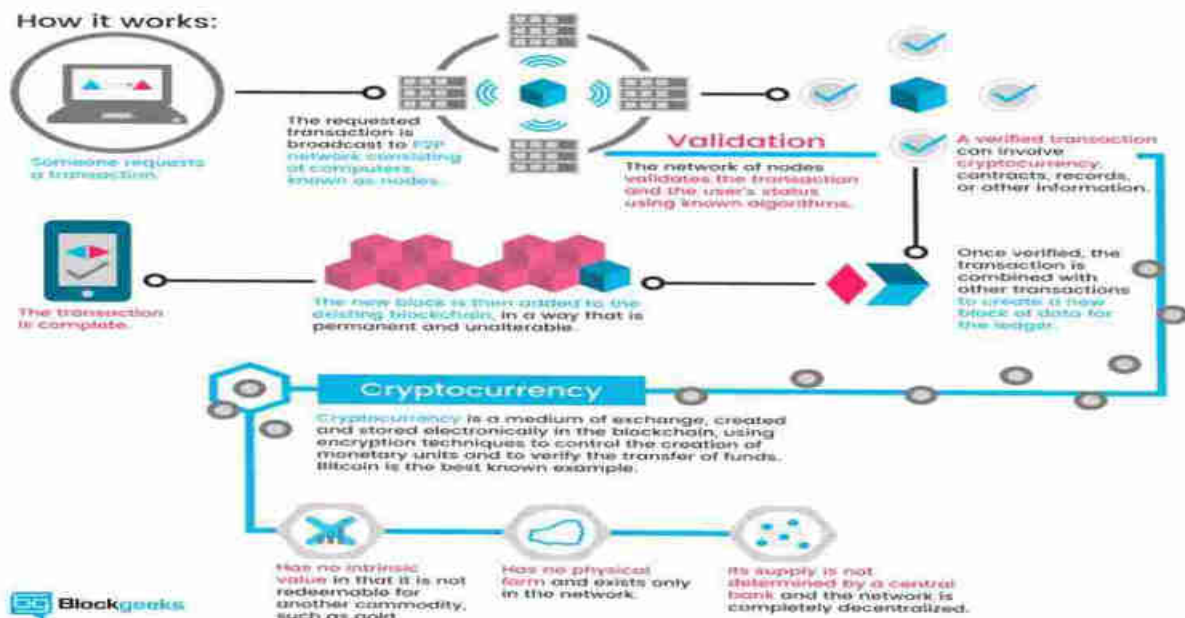 How it works:
Someone requests
a transaction.
The requested
transaction is
broadcast to P2P
network consisting
of computers,
known as nodes.
Validation
The network of nodes
validates the transaction
and the user's status
using known algorithms.
A verified transaction
can involve
cryptocurrency,
contracts, records,
or other information.
Once verified, the
transaction is
combined with
other transactions
to create a new
block of data for
the ledger.
The new block is then added to the
existing blockchain, in a way that is
permanent and unalterable.
The transaction
is complete.
Cryptocurrency
Cryptocurrency is a medium of exchange, created
and stored electronically in the blockchain, using
encryption techniques to control the creation of
monetary units and to verify the transfer of funds.
Bitcoin is the best known example.
Has no intrinsic
value in that it is not
redeemable for
another commodity,
such as gold.
Has no physical
form and exists only
in the network.
Its supply is not
determined by a central
bank and the network is
completely decentralized.
bg Blockgeeks